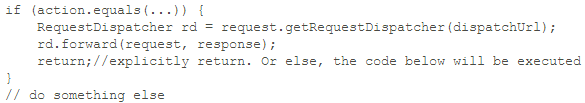 if (action.equals(...)) {
    RequestDispatcher rd = request.getRequestDispatcher(dispatchUrl);
    rd.forward(request, response);
    return;//explicitly return. Or else, the code below will be executed
}
// do something else